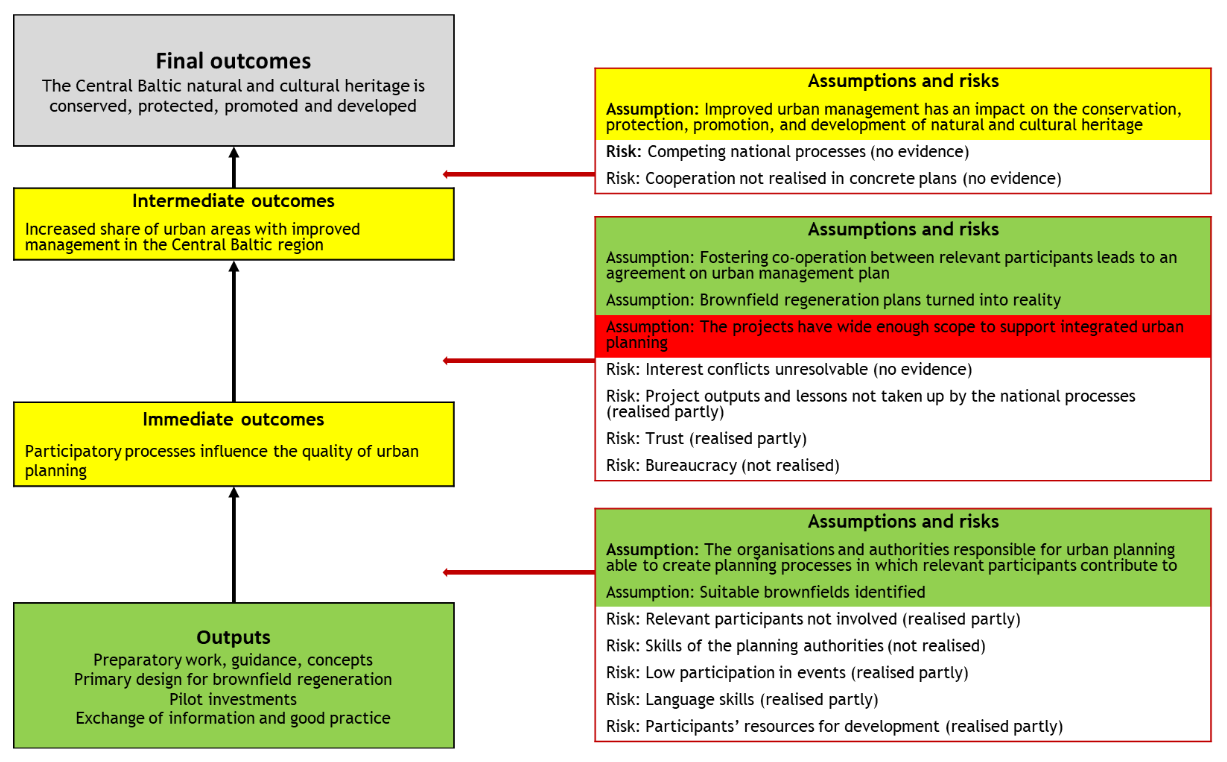 Final outcomes
The Central Baltic natural and cultural heritage is
conserved, protected, promoted and developed
Intermediate outcomes
Increased share of urban areas with improved
management in the Central Baltic region
Immediate outcomes
Participatory processes influence the quality of urban
planning
Outputs
Preparatory work, guidance, concepts
Primary design for brownfield regeneration
Pilot investments
Exchange of information and good practice
Assumptions and risks
Assumption: Improved urban management has an impact on the conservation,
protection, promotion, and development of natural and cultural heritage
Risk: Competing national processes (no evidence)
Risk: Cooperation not realised in concrete plans (no evidence)
Assumptions and risks
Assumption: Fostering co-operation between relevant participants leads to an
agreement on urban management plan
Assumption: Brownfield regeneration plans turned into reality
Assumption: The projects have wide enough scope to support integrated urban
planning
Risk: Interest conflicts unresolvable (no evidence)
Risk: Project outputs and lessons not taken up by the national processes
(realised partly)
Risk: Trust (realised partly)
Risk: Bureaucracy (not realised)
Assumptions and risks
Assumption: The organisations and authorities responsible for urban planning
able to create planning processes in which relevant participants contribute to
Assumption: Suitable brownfields identified
Risk: Relevant participants not involved (realised partly)
Risk: Skills of the planning authorities (not realised)
Risk: Low participation in events (realised partly)
Risk: Language skills (realised partly)
Risk: Participants’ resources for development (realised partly)